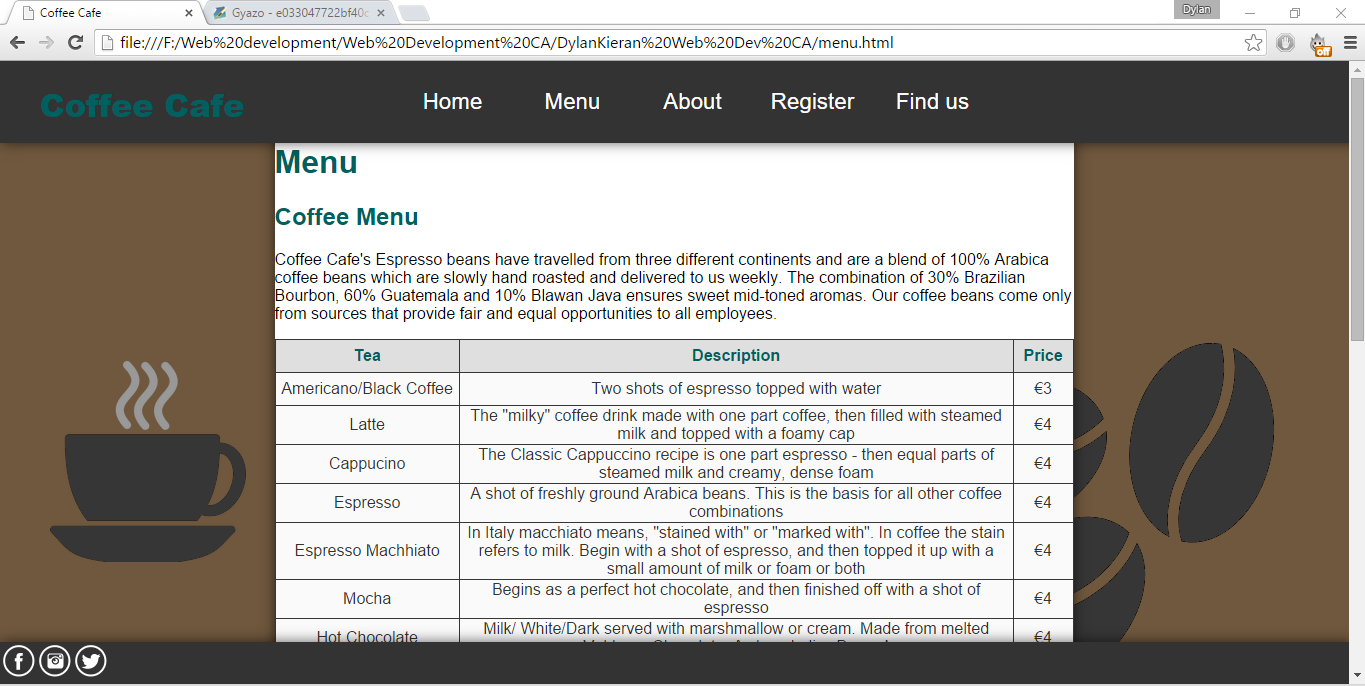 Coffee Cafe
Gyazo - e033047722bf40c
Dylan
file:///F:/Web%20development/Web%20Development%20CA/DylanKieran%20Web%20Dev%20CA/menu.html
off
Coffee Cafe
Home Menu About Register Find us
Menu
Coffee Menu
Coffee Cafe's Espresso beans have travelled from three different continents and are a blend of 100% Arabica
coffee beans which are slowly hand roasted and delivered to us weekly. The combination of 30% Brazilian
Bourbon, 60% Guatemala and 10% Blawan Java ensures sweet mid-toned aromas. Our coffee beans come only
from sources that provide fair and equal opportunities to all employees.
Tea Description Price
Americano/Black Coffee Two shots of espresso topped with water €3
Latte The "milky" coffee drink made with one part coffee, then filled with steamed
milk and topped with a foamy cap €4
Cappucino The Classic Cappuccino recipe is one part espresso - then equal parts of
steamed milk and creamy, dense foam €4
Espresso A shot of freshly ground Arabica beans. This is the basis for all other coffee
combinations €4
Espresso Machhiato In Italy macchiato means, "stained with" or "marked with". In coffee the stain
refers to milk. Begin with a shot of espresso, and then topped it up with a
small amount of milk or foam or both €4
Mocha Begins as a perfect hot chocolate, and then finished off with a shot of
espresso €4
Hot Chocolate Milk/ White/Dark served with marshmallow or cream. Made from melted
€4